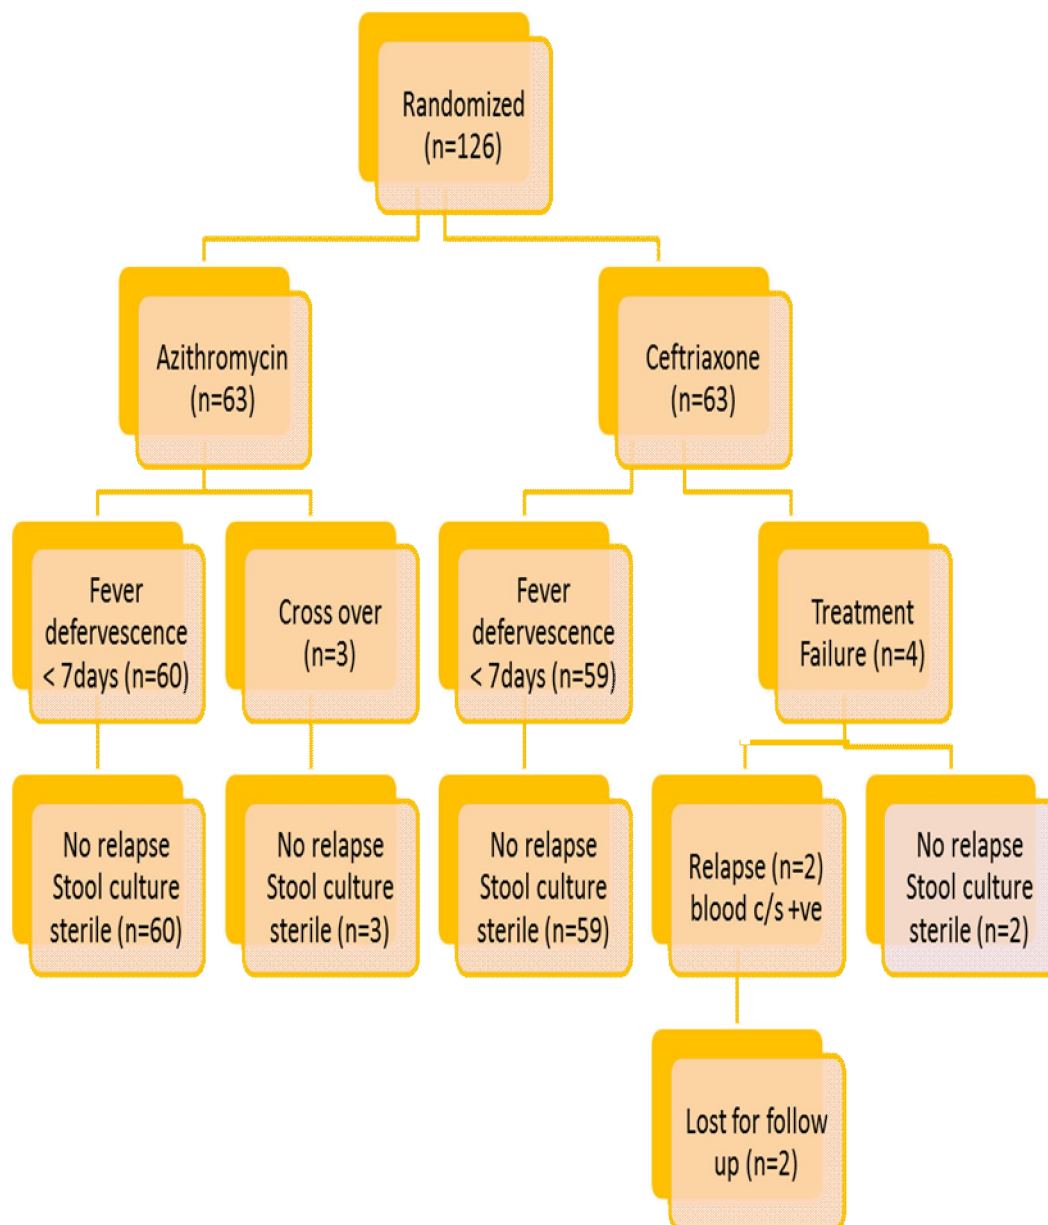 Randomized
(n=126)
Azithromycin
(n=63)
Ceftriaxone
(n=63)
Fever
defervescence
< 7days (n=60)
Cross over
(n=3)
Fever
defervescence
< 7days (n=59)
Treatment
Failure (n=4)
No relapse
Stool culture
sterile (n=60)
No relapse
Stool culture
sterile (n=3)
No relapse
Stool culture
sterile (n=59)
Relapse (n=2)
blood c/s +ve
No relapse
Stool culture
sterile (n=2)
Lost for follow
up (n=2)